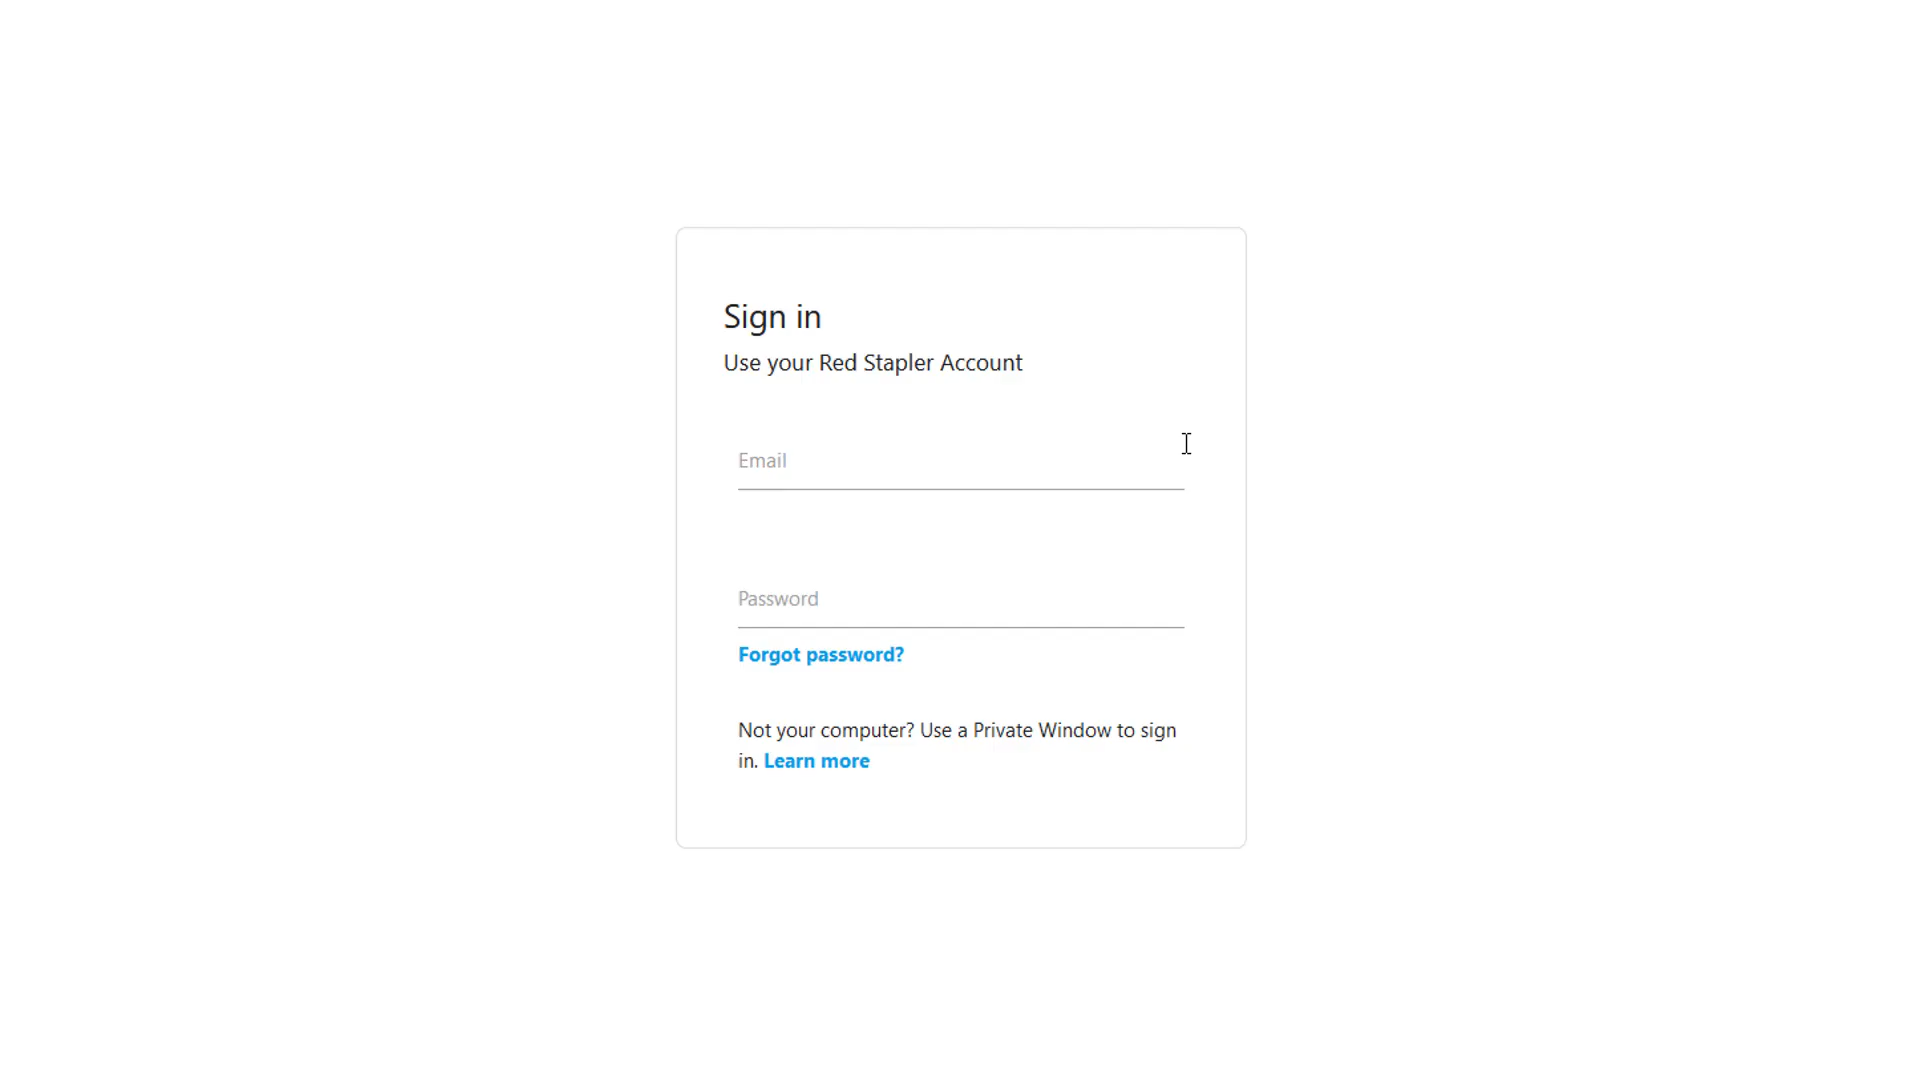 Sign in
Use your Red Stapler Account
Email
Password
Forgot password?
Not your computer? Use a Private Window to sign
in. Learn more